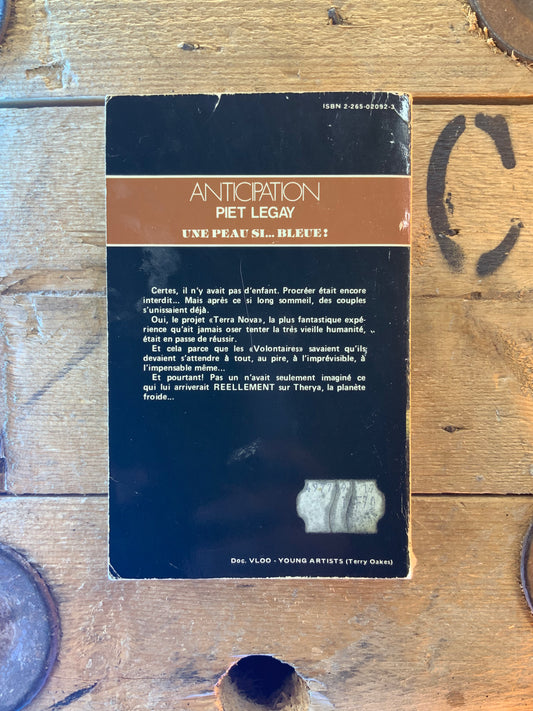 ISBN 2-265-02092-3
ANTICIPATION
PIET LEGAY
UNE PEAU SI... BLEUE!
Certes, il n'y avait pas d'enfant. Procréer était encore
interdit... Mais après ce si long sommeil, des couples
s'unissaient déjà.
Oui, le projet «Terra Nova», la plus fantastique expé-
rience qu'ait jamais oser tenter la très vieille humanité,
était en passe de réussir.
Et cela parce que les «Volontaires» savaient qu'ils
devaient s'attendre à tout, au pire, à l'imprévisible, à
l'impensable même...
Et pourtant! Pas un n'avait seulement imaginé ce
qui lui arriverait REELLEMENT sur Therya, la planète
froide...
Doc. VLOO - YOUNG ARTISTS (Terry Oakes)
C